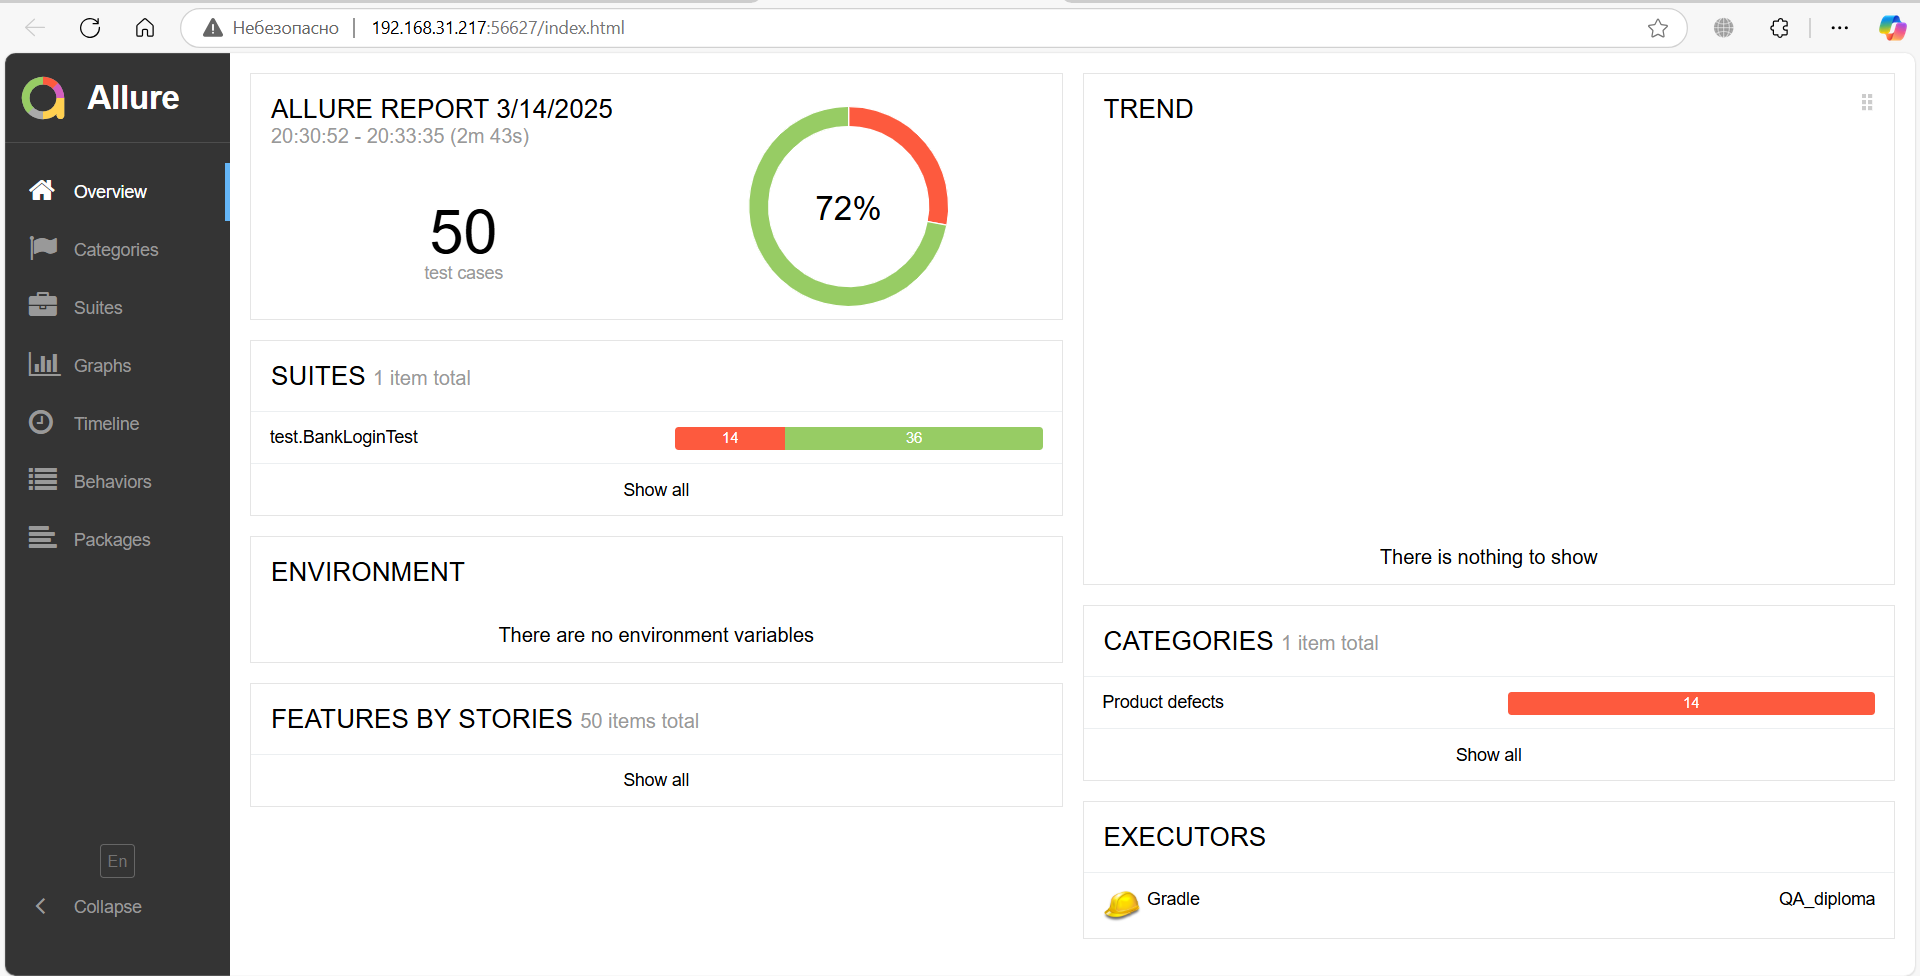 Небезопасно
192.168.31.217:56627/index.html
Allure
Overview
Categories
Suites
Graphs
Timeline
Behaviors
Packages
En
Collapse
ALLURE REPORT 3/14/2025
20:30:52 - 20:33:35 (2m 43s)
50
test cases
72%
SUITES 1 item total
test.BankLoginTest
14
36
Show all
ENVIRONMENT
There are no environment variables
FEATURES BY STORIES 50 items total
Show all
TREND
There is nothing to show
CATEGORIES 1 item total
Product defects
14
Show all
EXECUTORS
Gradle
QA_diploma